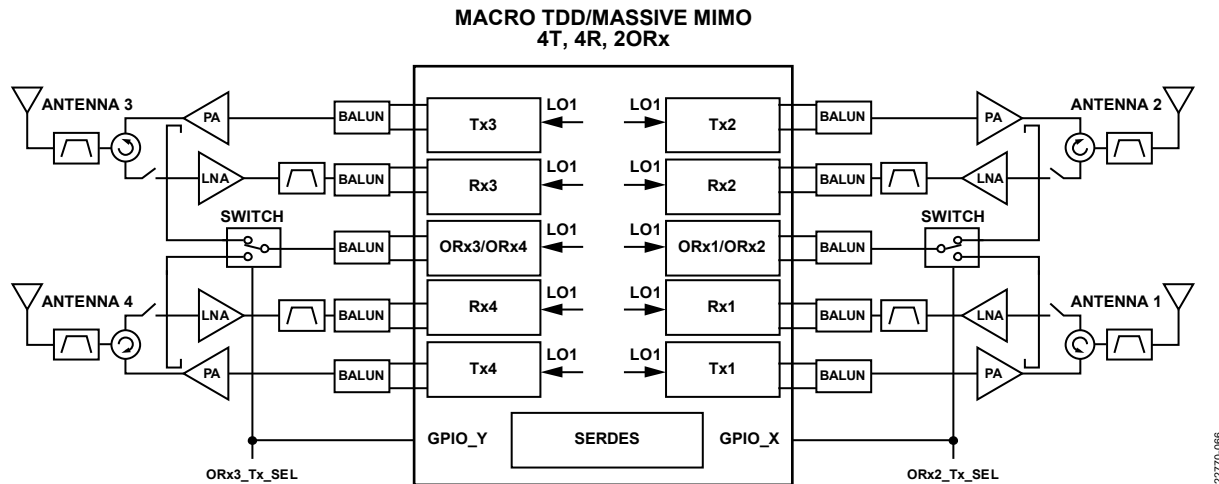 MACRO TDD/MASSIVE MIMO
4T, 4R, 2ORx
ANTENNA 3
PA
BALUN
Tx3
LO1
LO1
Tx2
BALUN
PA
ANTENNA 2
LNA
BALUN
Rx3
LO1
LO1
Rx2
BALUN
LNA
SWITCH
BALUN
ORx3/ORx4
LO1
LO1
ORx1/ORx2
BALUN
SWITCH
ANTENNA 4
LNA
BALUN
Rx4
LO1
LO1
Rx1
BALUN
LNA
ANTENNA 1
PA
BALUN
Tx4
LO1
LO1
Tx1
BALUN
PA
GPIO_Y
SERDES
GPIO_X
ORx3_Tx_SEL
ORx2_Tx_SEL
22770-066